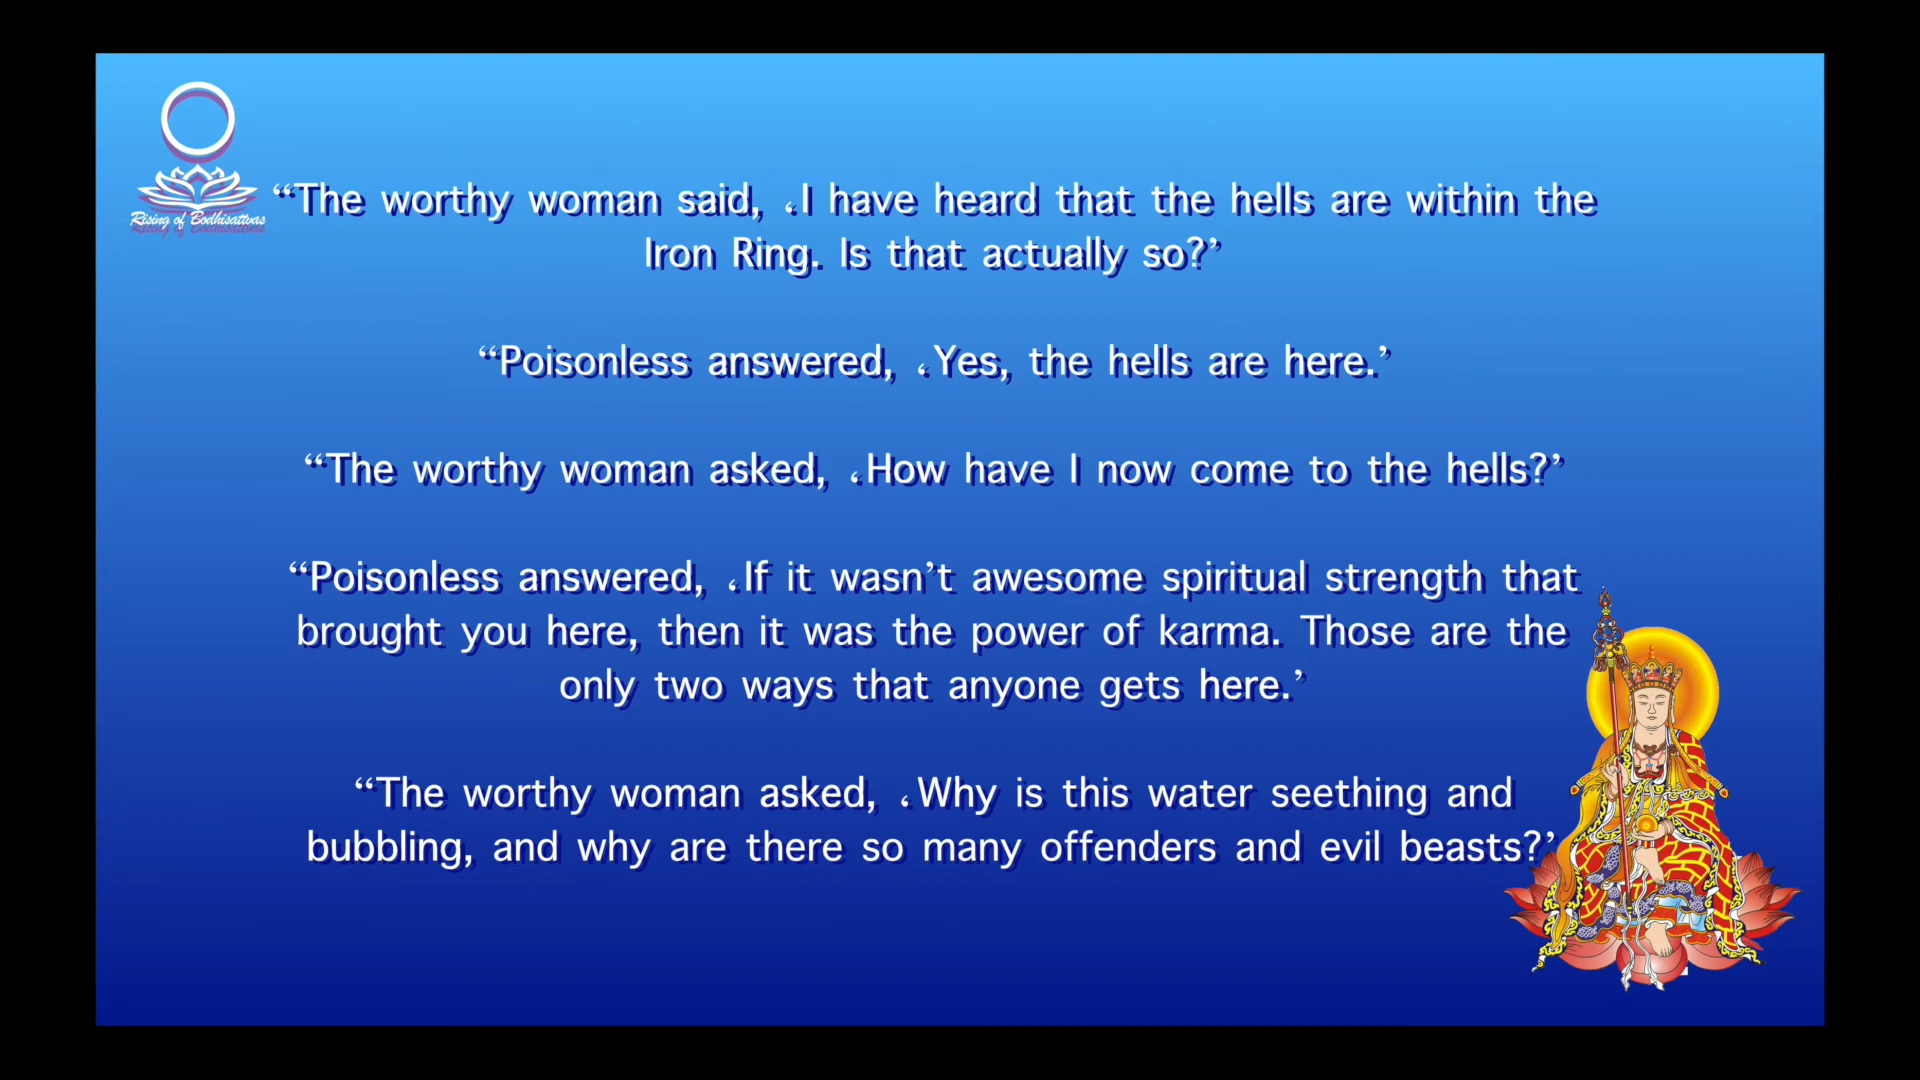 Rising of Bodhisattvas
“The worthy woman said, ‘I have heard that the hells are within the
Iron Ring. Is that actually so?’
“Poisonless answered, ‘Yes, the hells are here.’
“The worthy woman asked, ‘How have I now come to the hells?’
“Poisonless answered, ‘If it wasn’t awesome spiritual strength that
brought you here, then it was the power of karma. Those are the
only two ways that anyone gets here.’
“The worthy woman asked, ‘Why is this water seething and
bubbling, and why are there so many offenders and evil beasts?’